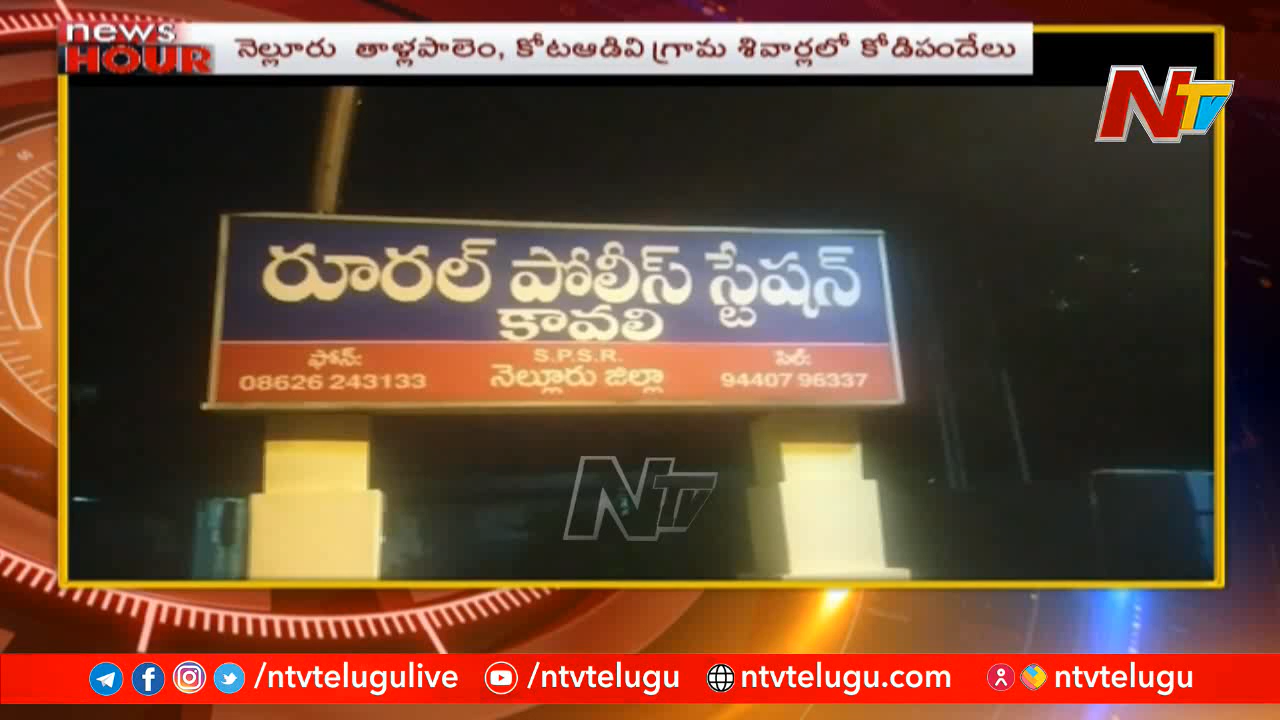 news
HOUR
నెల్లూరు తాళ్లపాలెం, కోటఆడివి గ్రామ శివార్లలో కోడిపందేలు
NTV
రూరల్ పోలీస్ స్టేషన్
కావలి
ఫోన్:
08626 243133
S.P.S.R.
నెల్లూరు జిల్లా
సెల్:
94407 96337
NTV
/ntvtelugulive
/ntvtelugu
ntvtelugu.com
ntvtelugu